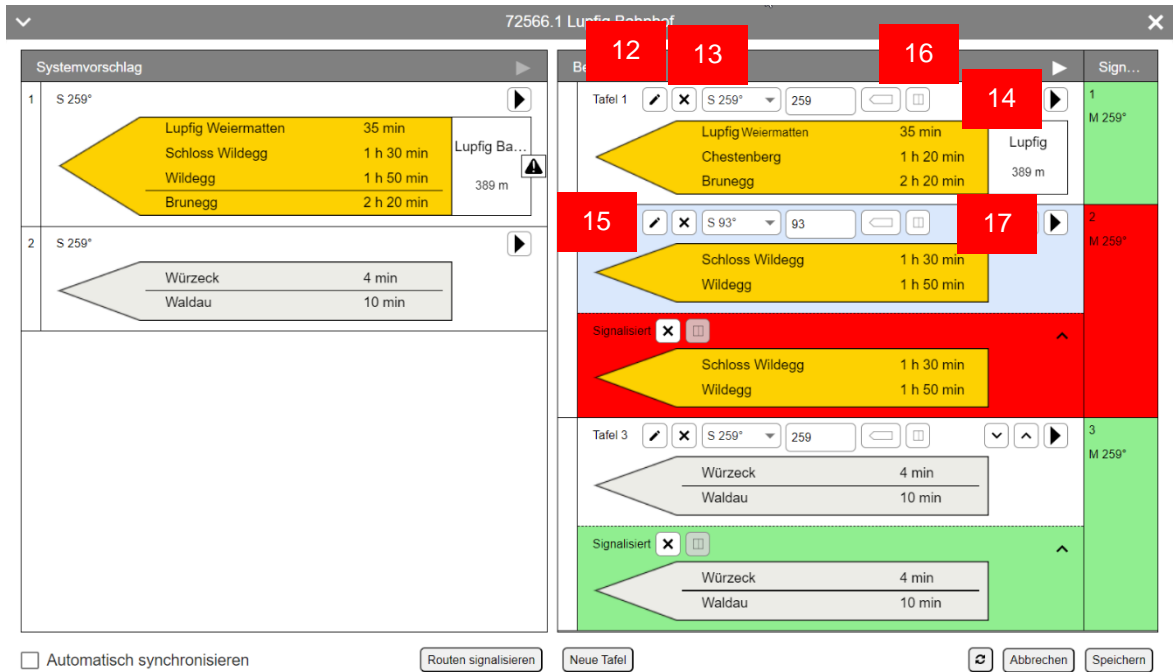 72566.1 Lupfig Bahnhof
12
13
16
Systemvorschlag
Be
Sign...
1
S 259°
Lupfig Weiermatten 35 min
Schloss Wildegg 1 h 30 min
Wildegg 1 h 50 min
Brunegg 2 h 20 min
Lupfig Ba...
389 m
2
S 259°
Würzeck 4 min
Waldau 10 min
Tafel 1 S 259° 259
14
Lupfig Weiermatten 35 min
Chestenberg 1 h 20 min
Brunegg 2 h 20 min
Lupfig
389 m
1
M 259°
15
S 93° 93
17
Schloss Wildegg 1 h 30 min
Wildegg 1 h 50 min
2
M 259°
Signalisiert
Schloss Wildegg 1 h 30 min
Wildegg 1 h 50 min
Tafel 3 S 259° 259
Würzeck 4 min
Waldau 10 min
3
M 259°
Signalisiert
Würzeck 4 min
Waldau 10 min
Automatisch synchronisieren
Routen signalisieren
Neue Tafel
Abbrechen
Speichern